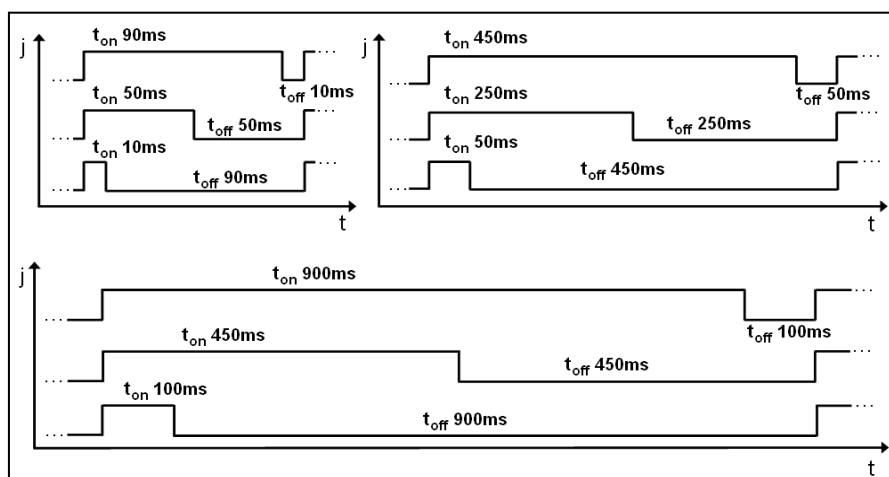 j
t_on 90ms
t_off 10ms
t_on 50ms
t_off 50ms
t_on 10ms
t_off 90ms
t
t_on 450ms
t_off 50ms
t_on 250ms
t_off 250ms
t_on 50ms
t_off 450ms
t
j
t_on 900ms
t_off 100ms
t_on 450ms
t_off 450ms
t_on 100ms
t_off 900ms
t